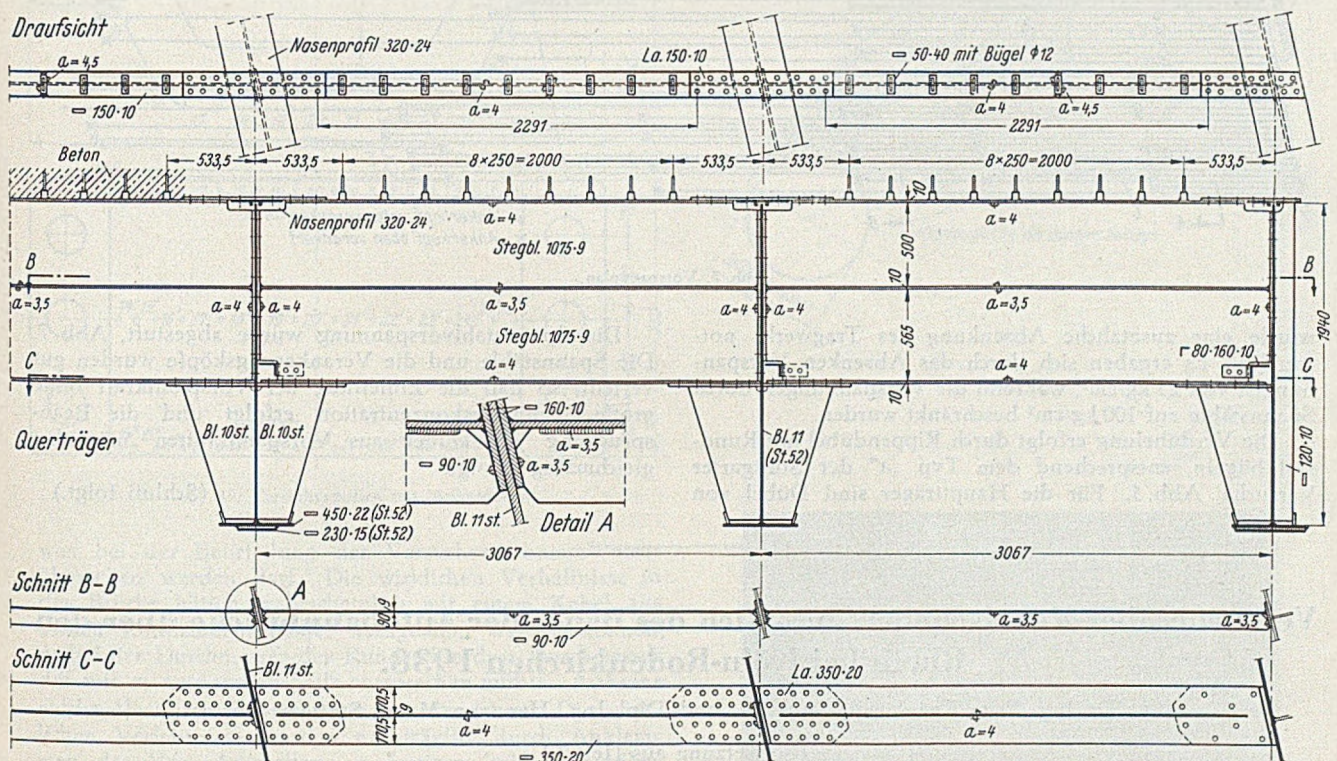 Draufsicht
Nasenprofil 320·24
La. 150·10
50·40 mit Bügel Φ12
a=4,5
150·10
a=4
a=4
a=4,5
2291
2291
Beton
533,5
533,5
8×250=2000
533,5
533,5
8×250=2000
533,5
10
Nasenprofil 320·24
a=4
a=4
Stegbl. 1075·9
500
B
B
10
a=3,5
a=4
a=4
a=3,5
a=4
a=4
a=3,5
a=4
Stegbl. 1075·9
565
1940
80·160·10
C
a=4
a=4
C
10
Querträger
Bl. 10 st.
Bl. 10 st.
160·10
a=3,5
90·10
a=3,5
Bl. 11 st.
Detail A
Bl. 11
(St. 52)
120·10
450·22 (St. 52)
230·15 (St. 52)
3067
3067
Schnitt B-B
A
90,9
a=3,5
90·10
a=3,5
a=3,5
Schnitt C-C
Bl. 11 st.
La. 350·20
170,5
9
170,5
a=4
a=4
350·20